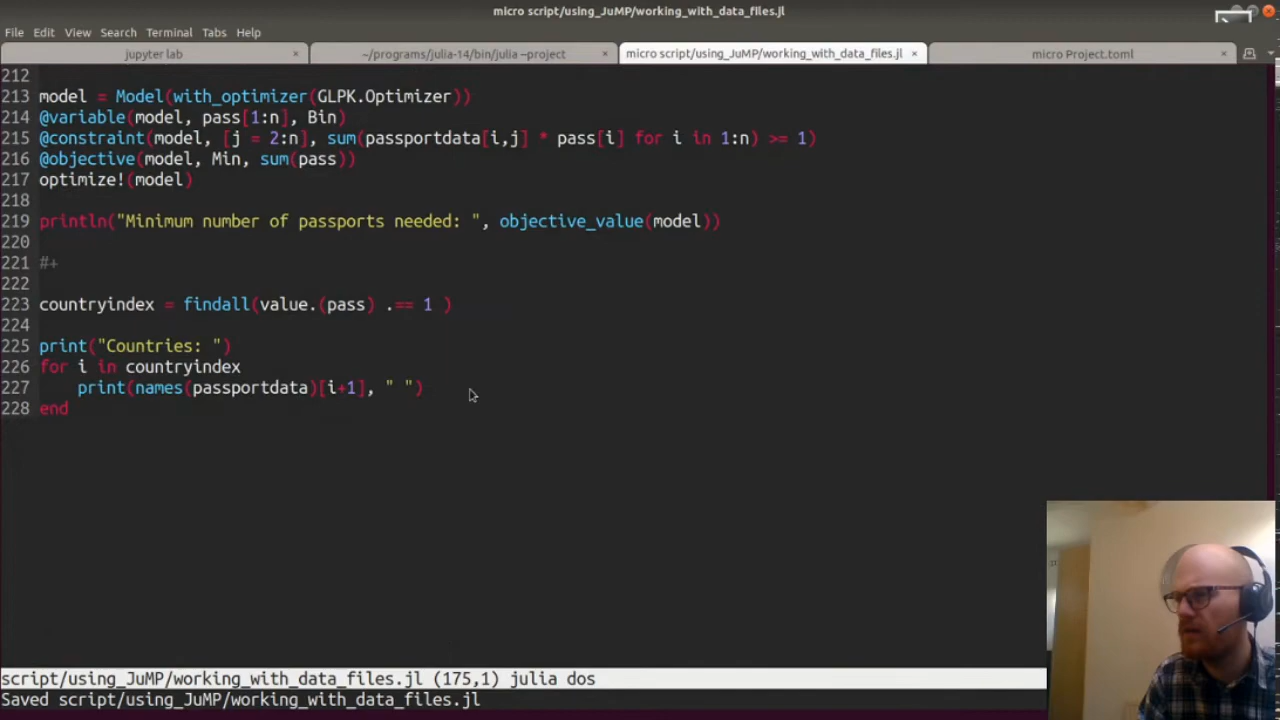 micro script/using_JuMP/working_with_data_files.jl
File Edit View Search Terminal Tabs Help
jupyter lab × ~/programs/julia-14/bin/julia --project × micro script/using_JuMP/working_with_data_files.jl × micro Project.toml ×
212
213 model = Model(with_optimizer(GLPK.Optimizer))
214 @variable(model, pass[1:n], Bin)
215 @constraint(model, [j = 2:n], sum(passportdata[i,j] * pass[i] for i in 1:n) >= 1)
216 @objective(model, Min, sum(pass))
217 optimize!(model)
218
219 println("Minimum number of passports needed: ", objective_value(model))
220
221 #+
222
223 countryindex = findall(value.(pass) .== 1 )
224
225 print("Countries: ")
226 for i in countryindex
227 print(names(passportdata)[i+1], " ")
228 end
script/using_JuMP/working_with_data_files.jl (175,1) julia dos
Saved script/using_JuMP/working_with_data_files.jl